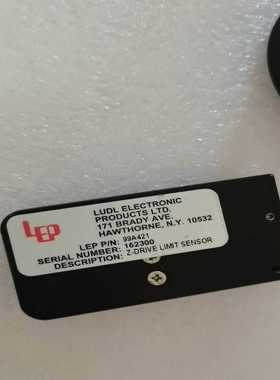 LEP
LUDL ELECTRONIC
PRODUCTS LTD.
171 BRADY AVE.
HAWTHORNE, N.Y. 10532
LEP P/N: 99A421
SERIAL NUMBER: 162300
DESCRIPTION: Z-DRIVE LIMIT SENSOR